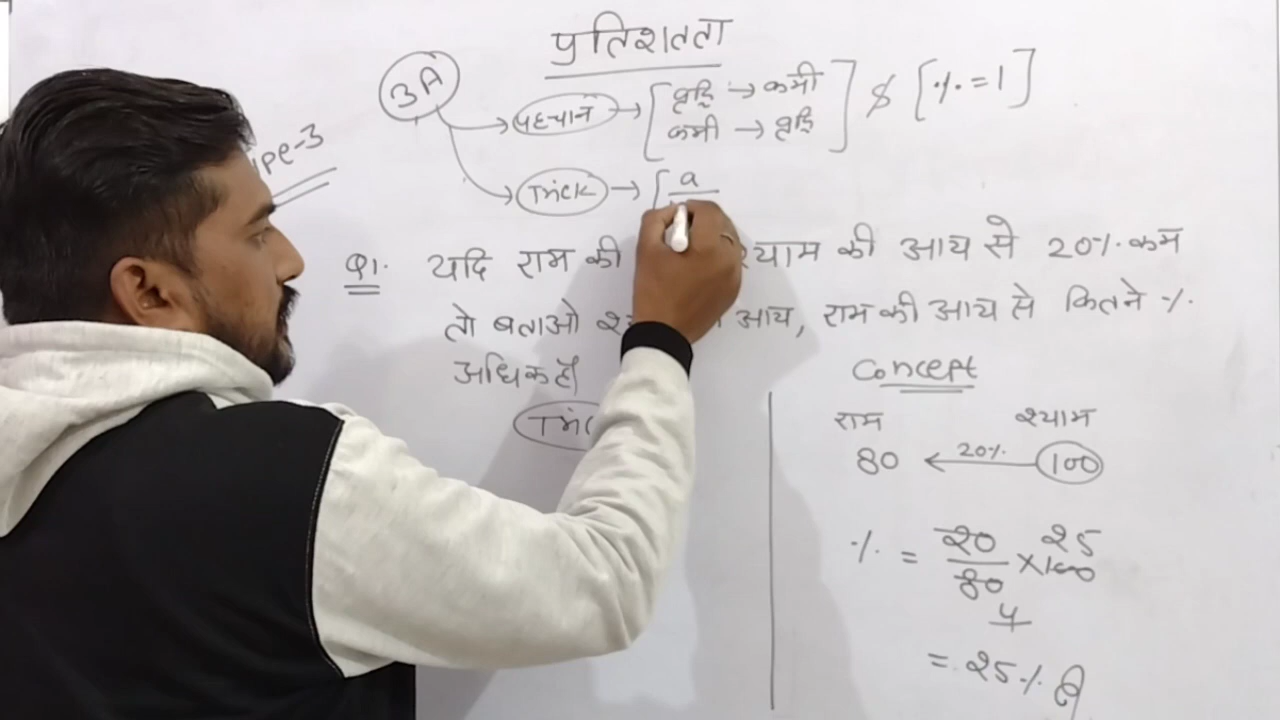 प्रतिशतता
3A
पहचान → [ वृद्धि → कमी
कमी → वृद्धि ] $ [ % = 1 ]
pe-3
Trick → [ a
Q1. यदि राम की श्याम की आय से 20% कम
तो बताओ आय, राम की आय से कितने %
अधिक है।
Concept
राम श्याम
80 ← 20% 100
% = 20/80 × 100 25
4
= 25%